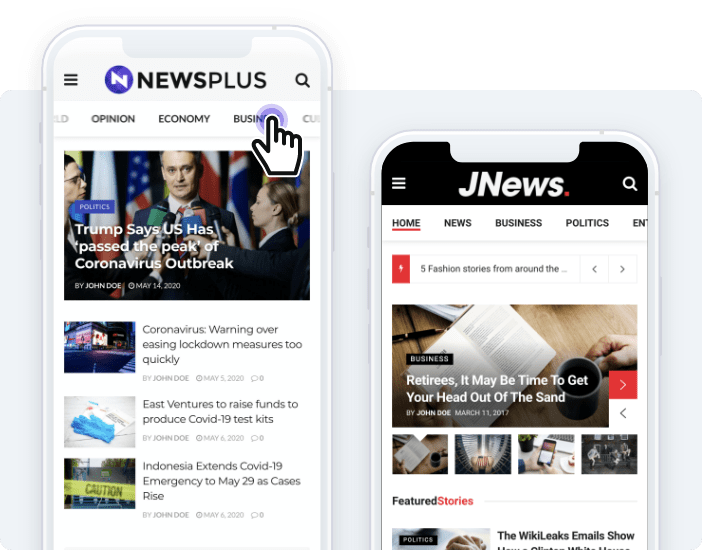 NEWSPLUS
LD OPINION ECONOMY BUSIN CU
POLITICS
Trump Says US Has
‘passed the peak’ of
Coronavirus Outbreak
BY JOHN DOE MAY 14, 2020
Coronavirus: Warning over
easing lockdown measures too
quickly
BY JOHN DOE MAY 5, 2020 0
East Ventures to raise funds to
produce Covid-19 test kits
BY JOHN DOE MAY 6, 2020 0
CAUTION
Indonesia Extends Covid-19
Emergency to May 29 as Cases
Rise
BY JOHN DOE MAY 6, 2020 0
JNews.
HOME NEWS BUSINESS POLITICS ENT
5 Fashion stories from around the ...
BUSINESS
Retirees, It May Be Time To Get
Your Head Out Of The Sand
BY JOHN DOE MARCH 11, 2017
FeaturedStories
POLITICS
The WikiLeaks Emails Show
How a Clinton White House